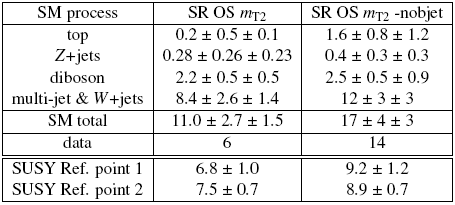 SM process SR OS mT2 SR OS mT2 -nobjet
top 0.2 ± 0.5 ± 0.1 1.6 ± 0.8 ± 1.2
Z+jets 0.28 ± 0.26 ± 0.23 0.4 ± 0.3 ± 0.3
diboson 2.2 ± 0.5 ± 0.5 2.5 ± 0.5 ± 0.9
multi-jet & W+jets 8.4 ± 2.6 ± 1.4 12 ± 3 ± 3
SM total 11.0 ± 2.7 ± 1.5 17 ± 4 ± 3
data 6 14
SUSY Ref. point 1 6.8 ± 1.0 9.2 ± 1.2
SUSY Ref. point 2 7.5 ± 0.7 8.9 ± 0.7